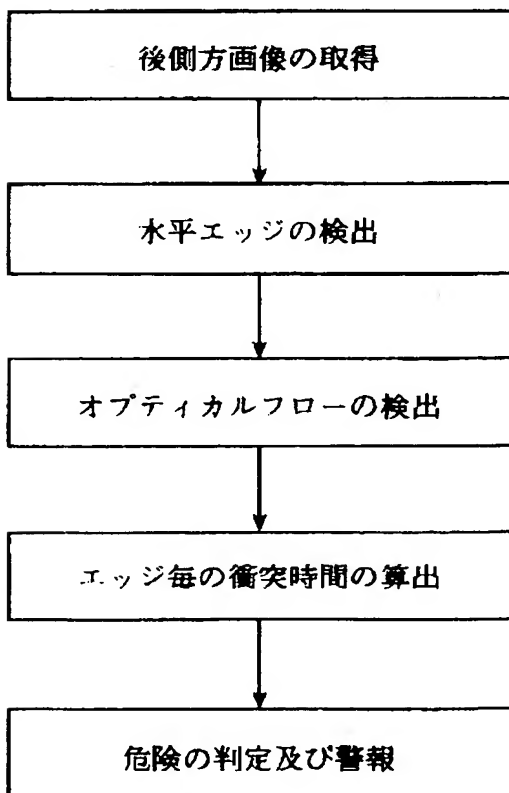 後側方画像の取得
水平エッジの検出
オプティカルフローの検出
エッジ毎の衝突時間の算出
危険の判定及び警報